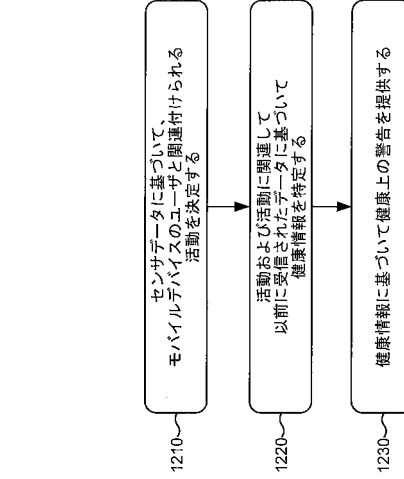 センサデータに基づいて、
モバイルデバイスのユーザと関連付けられる
活動を決定する
1210
活動および活動に関連して
以前に受信されたデータに基づいて
健康情報を特定する
1220
健康情報に基づいて健康上の警告を提供する
1230